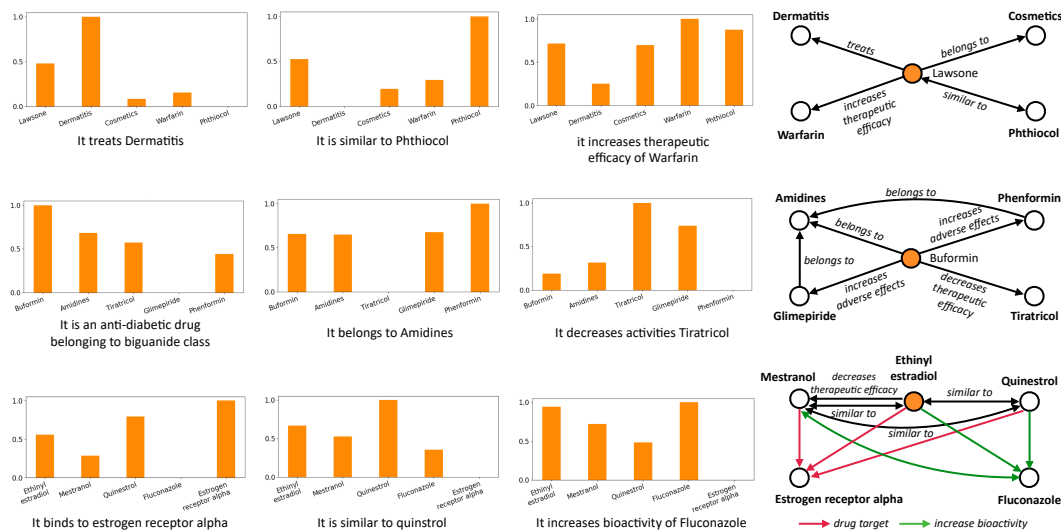 1.0
0.5
0.0
Lawsone
Dermatitis
Cosmetics
Warfarin
Phthiocol
It treats Dermatitis
1.0
0.5
0.0
Lawsone
Dermatitis
Cosmetics
Warfarin
Phthiocol
It is similar to Phthiocol
1.0
0.5
0.0
Lawsone
Dermatitis
Cosmetics
Warfarin
Phthiocol
it increases therapeutic
efficacy of Warfarin
Dermatitis
Cosmetics
treats
belongs to
Lawsone
increases
therapeutic
efficacy
similar to
Warfarin
Phthiocol
1.0
0.5
0.0
Buformin
Amidines
Tiratricol
Glimepiride
Phenformin
It is an anti-diabetic drug
belonging to biguanide class
1.0
0.5
0.0
Buformin
Amidines
Tiratricol
Glimepiride
Phenformin
It belongs to Amidines
1.0
0.5
0.0
Buformin
Amidines
Tiratricol
Glimepiride
Phenformin
It decreases activities Tiratricol
belongs to
Amidines
Phenformin
belongs to
increases
adverse effects
belongs to
Buformin
increases
adverse effects
decreases
therapeutic
efficacy
Glimepiride
Tiratricol
1.0
0.5
0.0
Ethinyl
estradiol
Mestranol
Quinestrol
Fluconazole
Estrogen
receptor alpha
It binds to estrogen receptor alpha
1.0
0.5
0.0
Ethinyl
estradiol
Mestranol
Quinestrol
Fluconazole
Estrogen
receptor alpha
It is similar to quinstrol
1.0
0.5
0.0
Ethinyl
estradiol
Mestranol
Quinestrol
Fluconazole
Estrogen
receptor alpha
It increases bioactivity of Fluconazole
Ethinyl
estradiol
Mestranol
decreases
therapeutic efficacy
Quinestrol
similar to
similar to
similar to
Estrogen receptor alpha
Fluconazole
drug target
increase bioactivity